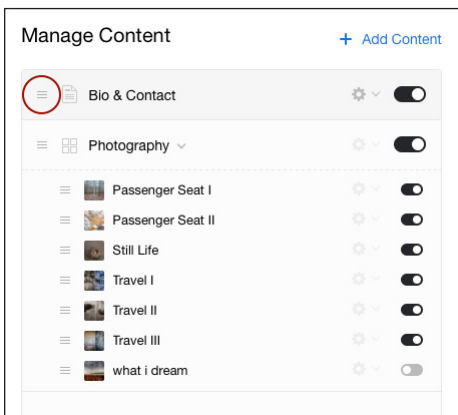 Manage Content
+ Add Content
Bio & Contact
Photography
Passenger Seat I
Passenger Seat II
Still Life
Travel I
Travel II
Travel III
what i dream